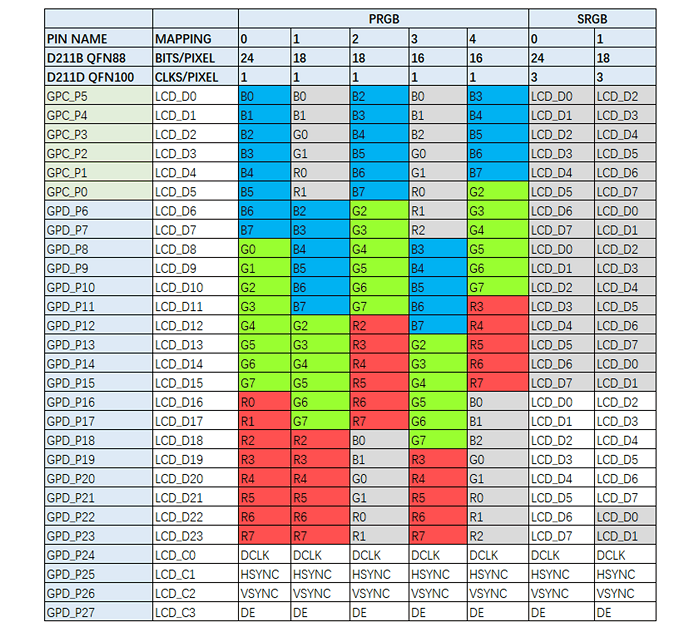 PRGB SRGB
PIN NAME MAPPING 0 1 2 3 4 0 1
D211B QFN88 BITS/PIXEL 24 18 18 16 16 24 18
D211D QFN100 CLKS/PIXEL 1 1 1 1 1 3 3
GPC_P5 LCD_D0 B0 B0 B2 B0 B3 LCD_D0 LCD_D2
GPC_P4 LCD_D1 B1 B1 B3 B1 B4 LCD_D1 LCD_D3
GPC_P3 LCD_D2 B2 G0 B4 B2 B5 LCD_D2 LCD_D4
GPC_P2 LCD_D3 B3 G1 B5 G0 B6 LCD_D3 LCD_D5
GPC_P1 LCD_D4 B4 R0 B6 G1 B7 LCD_D4 LCD_D6
GPC_P0 LCD_D5 B5 R1 B7 R0 G2 LCD_D5 LCD_D7
GPD_P6 LCD_D6 B6 B2 G2 R1 G3 LCD_D6 LCD_D0
GPD_P7 LCD_D7 B7 B3 G3 R2 G4 LCD_D7 LCD_D1
GPD_P8 LCD_D8 G0 B4 G4 B3 G5 LCD_D0 LCD_D2
GPD_P9 LCD_D9 G1 B5 G5 B4 G6 LCD_D1 LCD_D3
GPD_P10 LCD_D10 G2 B6 G6 B5 G7 LCD_D2 LCD_D4
GPD_P11 LCD_D11 G3 B7 G7 B6 R3 LCD_D3 LCD_D5
GPD_P12 LCD_D12 G4 G2 R2 B7 R4 LCD_D4 LCD_D6
GPD_P13 LCD_D13 G5 G3 R3 G2 R5 LCD_D5 LCD_D7
GPD_P14 LCD_D14 G6 G4 R4 G3 R6 LCD_D6 LCD_D0
GPD_P15 LCD_D15 G7 G5 R5 G4 R7 LCD_D7 LCD_D1
GPD_P16 LCD_D16 R0 G6 R6 G5 B0 LCD_D0 LCD_D2
GPD_P17 LCD_D17 R1 G7 R7 G6 B1 LCD_D1 LCD_D3
GPD_P18 LCD_D18 R2 R2 B0 G7 B2 LCD_D2 LCD_D4
GPD_P19 LCD_D19 R3 R3 B1 R3 G0 LCD_D3 LCD_D5
GPD_P20 LCD_D20 R4 R4 G0 R4 G1 LCD_D4 LCD_D6
GPD_P21 LCD_D21 R5 R5 G1 R5 R0 LCD_D5 LCD_D7
GPD_P22 LCD_D22 R6 R6 R0 R6 R1 LCD_D6 LCD_D0
GPD_P23 LCD_D23 R7 R7 R1 R7 R2 LCD_D7 LCD_D1
GPD_P24 LCD_C0 DCLK DCLK DCLK DCLK DCLK DCLK DCLK
GPD_P25 LCD_C1 HSYNC HSYNC HSYNC HSYNC HSYNC HSYNC HSYNC
GPD_P26 LCD_C2 VSYNC VSYNC VSYNC VSYNC VSYNC VSYNC VSYNC
GPD_P27 LCD_C3 DE DE DE DE DE DE DE